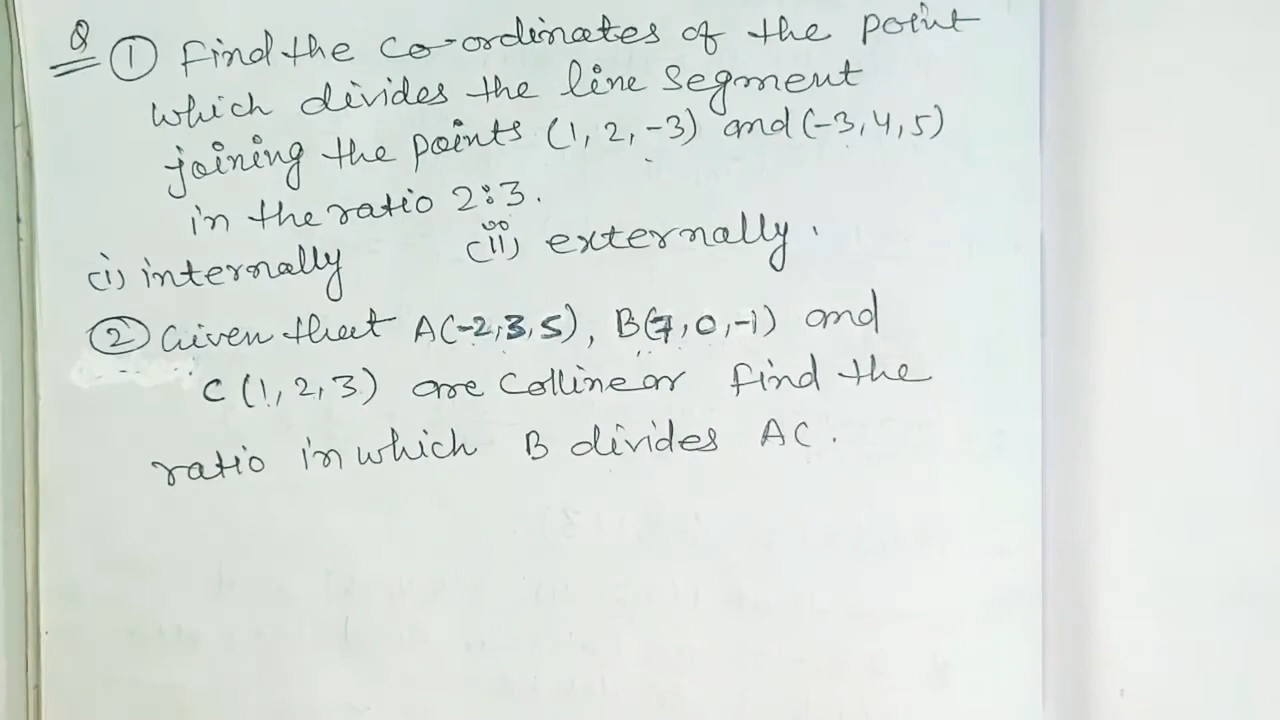 Q ① Find the co-ordinates of the point
which divides the line segment
joining the points (1, 2, -3) and (-3, 4, 5)
in the ratio 2:3.
(i) internally (ii) externally.
② Given that A(-2, 3, 5), B(7, 0, -1) and
C (1, 2, 3) are collinear find the
ratio in which B divides AC.